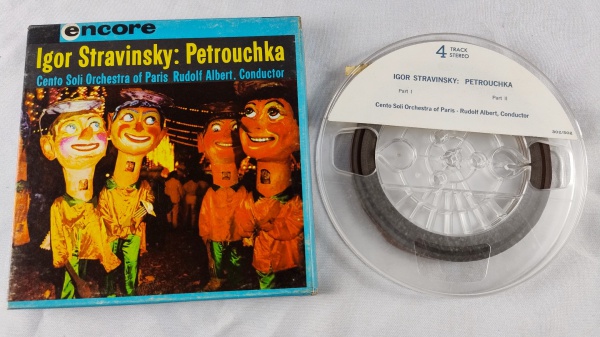 encore
Igor Stravinsky: Petrouchka
Cento Soli Orchestra of Paris Rudolf Albert, Conductor
4 TRACK
STEREO
IGOR STRAVINSKY: PETROUCHKA
Part I Part II
Cento Soli Orchestra of Paris - Rudolf Albert, Conductor